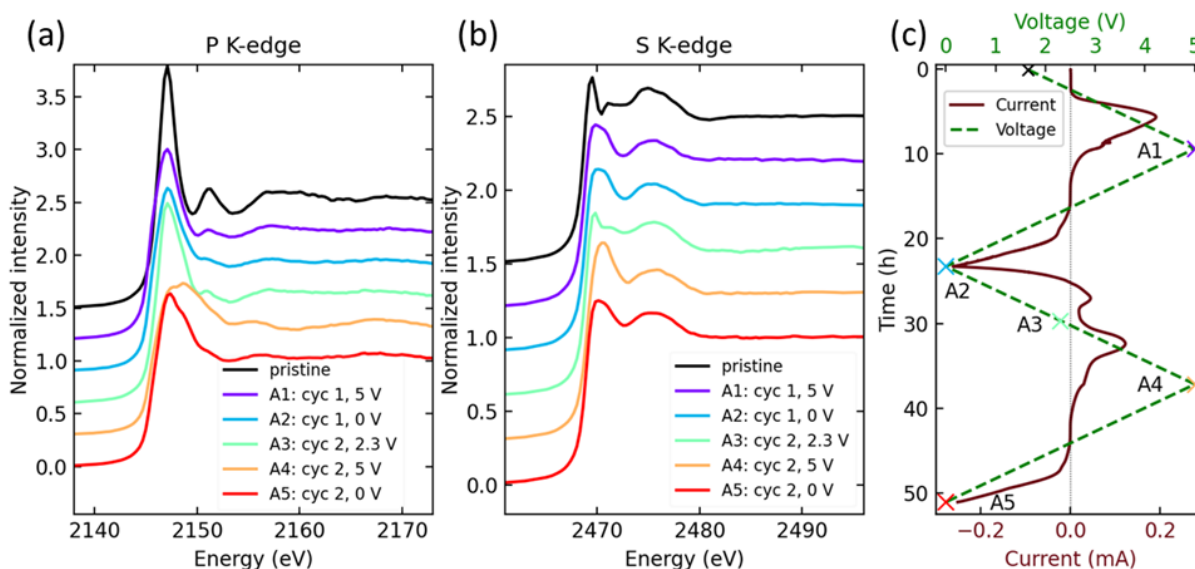 (a)
P K-edge
Normalized intensity
3.5
3.0
2.5
2.0
1.5
1.0
0.5
0.0
pristine
A1: cyc 1, 5 V
A2: cyc 1, 0 V
A3: cyc 2, 2.3 V
A4: cyc 2, 5 V
A5: cyc 2, 0 V
2140 2150 2160 2170
Energy (eV)
(b)
S K-edge
Normalized intensity
2.5
2.0
1.5
1.0
0.5
0.0
pristine
A1: cyc 1, 5 V
A2: cyc 1, 0 V
A3: cyc 2, 2.3 V
A4: cyc 2, 5 V
A5: cyc 2, 0 V
2470 2480 2490
Energy (eV)
(c)
Voltage (V)
0 1 2 3 4 5
Time (h)
0
10
20
30
40
50
Current
Voltage
A1
A2
A3
A4
A5
−0.2 0.0 0.2
Current (mA)